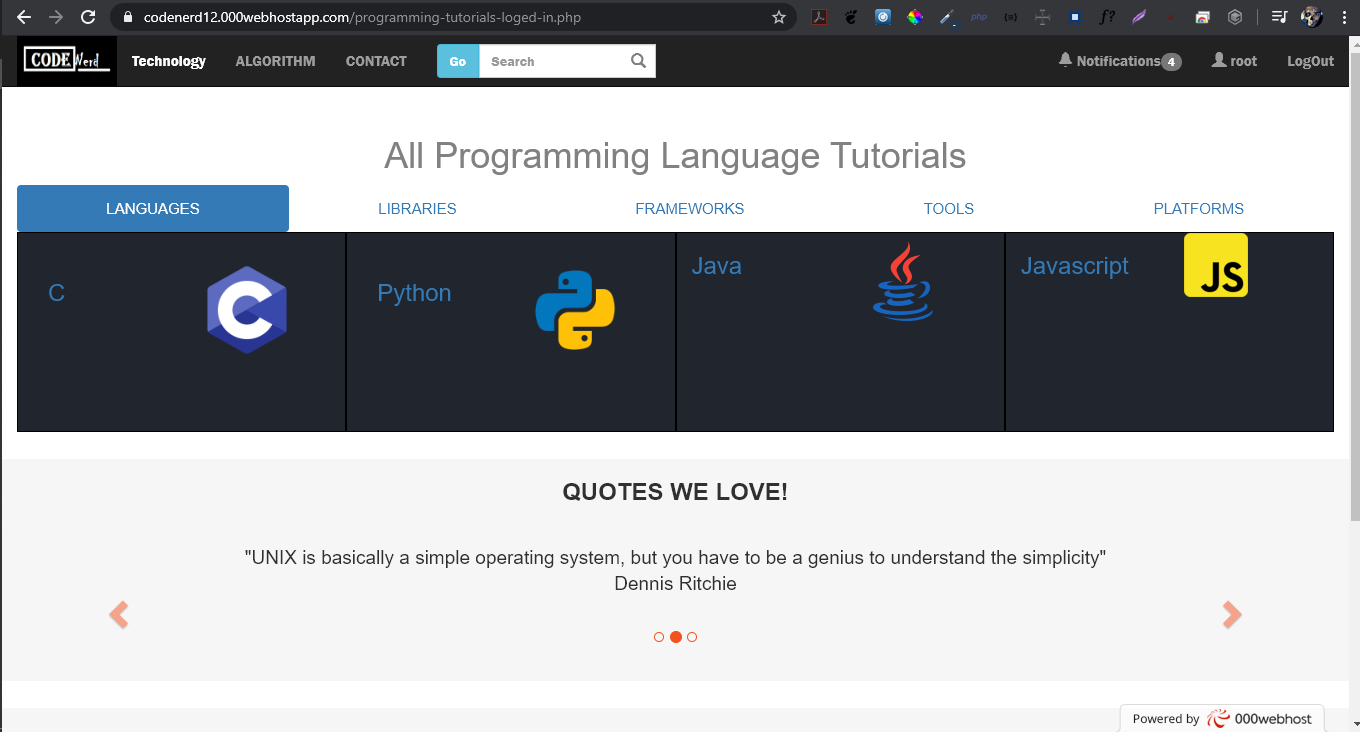 codenerd12.000webhostapp.com/programming-tutorials-loged-in.php
php
f?
CODE Nerd
Technology ALGORITHM CONTACT Go Search Notifications 4 root LogOut
All Programming Language Tutorials
LANGUAGES LIBRARIES FRAMEWORKS TOOLS PLATFORMS
C C Python Java Javascript JS
QUOTES WE LOVE!
"UNIX is basically a simple operating system, but you have to be a genius to understand the simplicity"
Dennis Ritchie
Powered by 000webhost